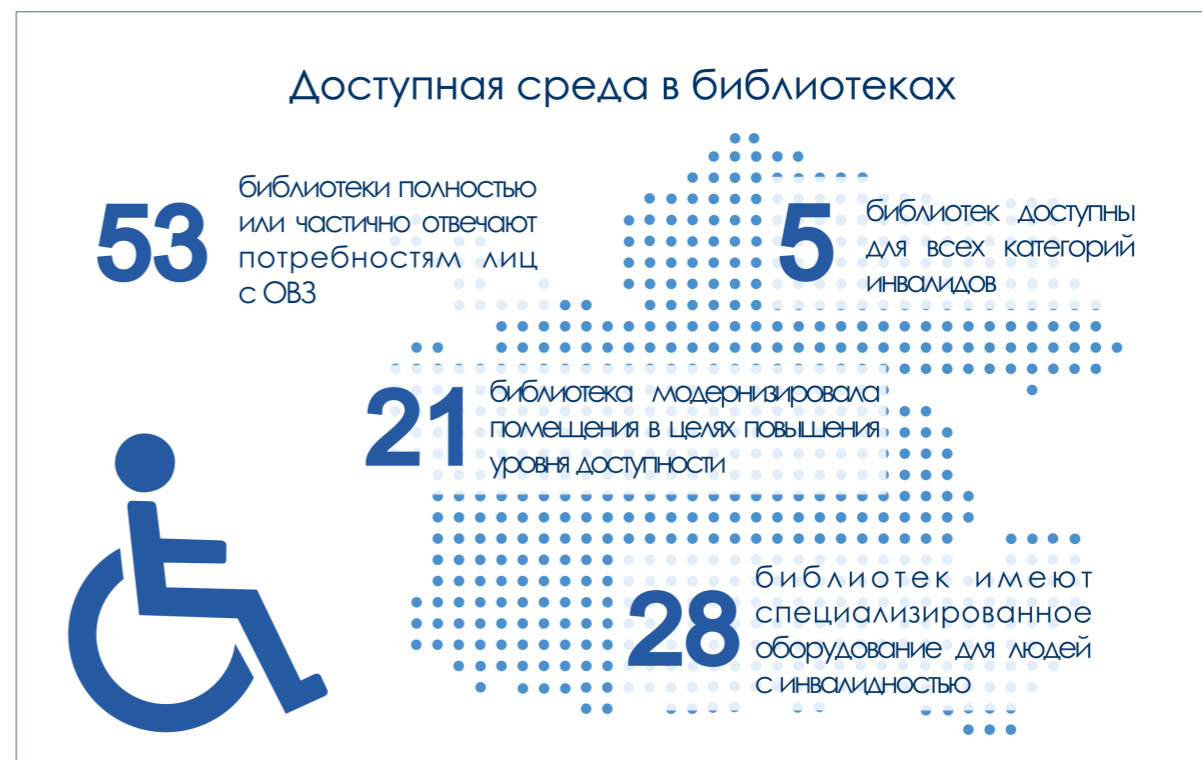 Доступная среда в библиотеках
53
библиотеки полностью
или частично отвечают
потребностям лиц
с ОВЗ
5
библиотек доступны
для всех категорий
инвалидов
21
библиотека модернизировала
помещения в целях повышения
уровня доступности
28
библиотек имеют
специализированное
оборудование для людей
с инвалидностью